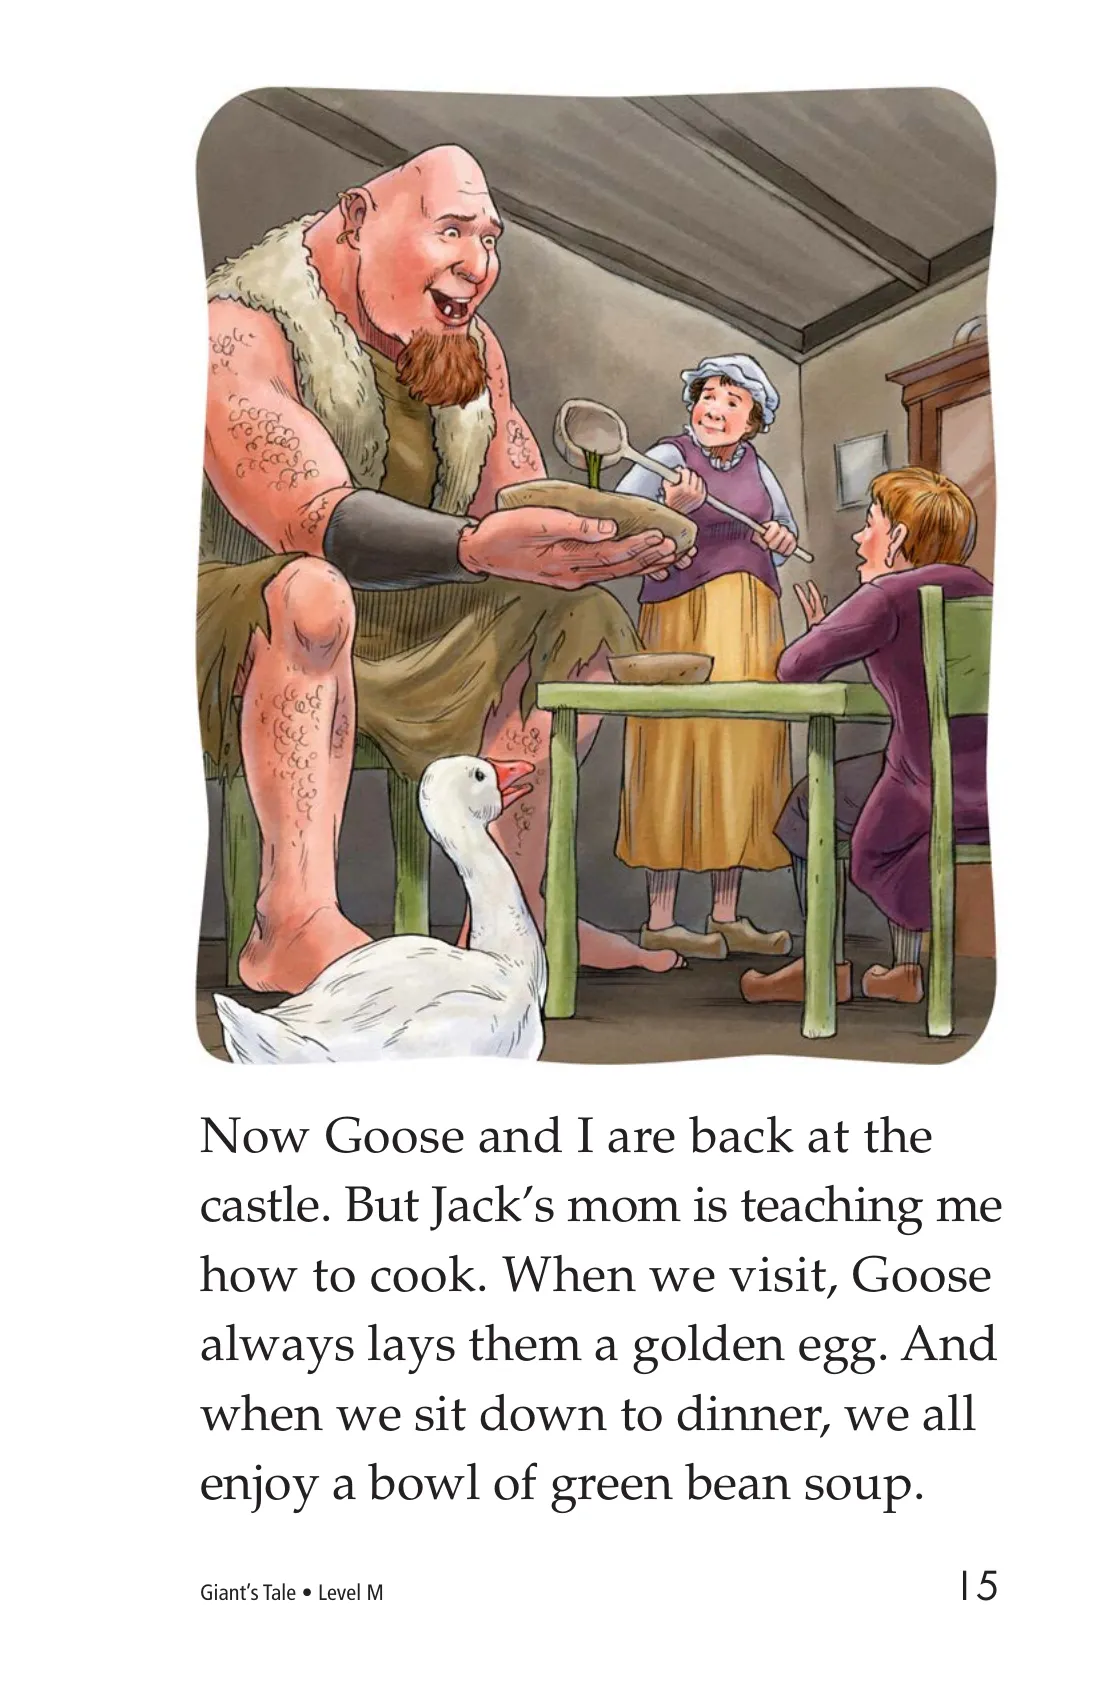 Now Goose and I are back at the
castle. But Jack’s mom is teaching me
how to cook. When we visit, Goose
always lays them a golden egg. And
when we sit down to dinner, we all
enjoy a bowl of green bean soup.
Giant’s Tale • Level M
15